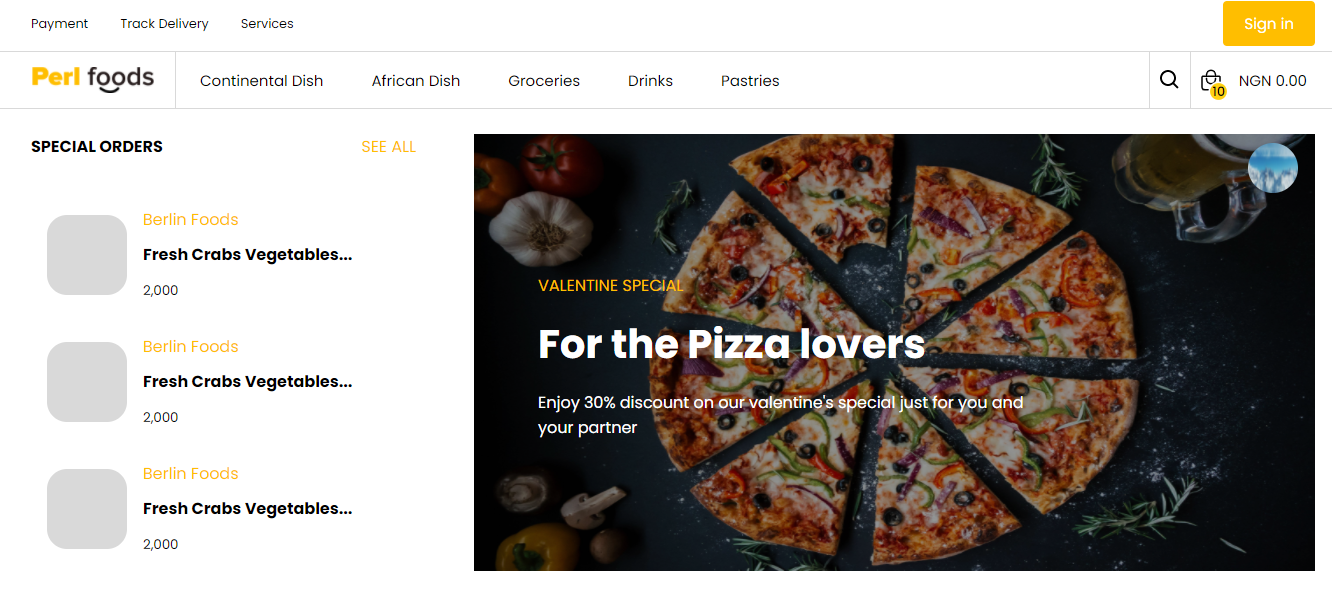 Payment Track Delivery Services Sign in
Perl foods Continental Dish African Dish Groceries Drinks Pastries 10 NGN 0.00
SPECIAL ORDERS SEE ALL
Berlin Foods
Fresh Crabs Vegetables...
2,000
Berlin Foods
Fresh Crabs Vegetables...
2,000
Berlin Foods
Fresh Crabs Vegetables...
2,000
VALENTINE SPECIAL
For the Pizza lovers
Enjoy 30% discount on our valentine's special just for you and
your partner